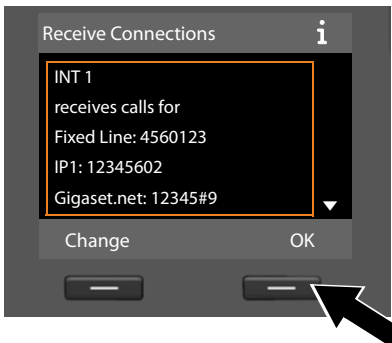 Receive Connections i
INT 1
receives calls for
Fixed Line: 4560123
IP1: 12345602
Gigaset.net: 12345#9
Change OK